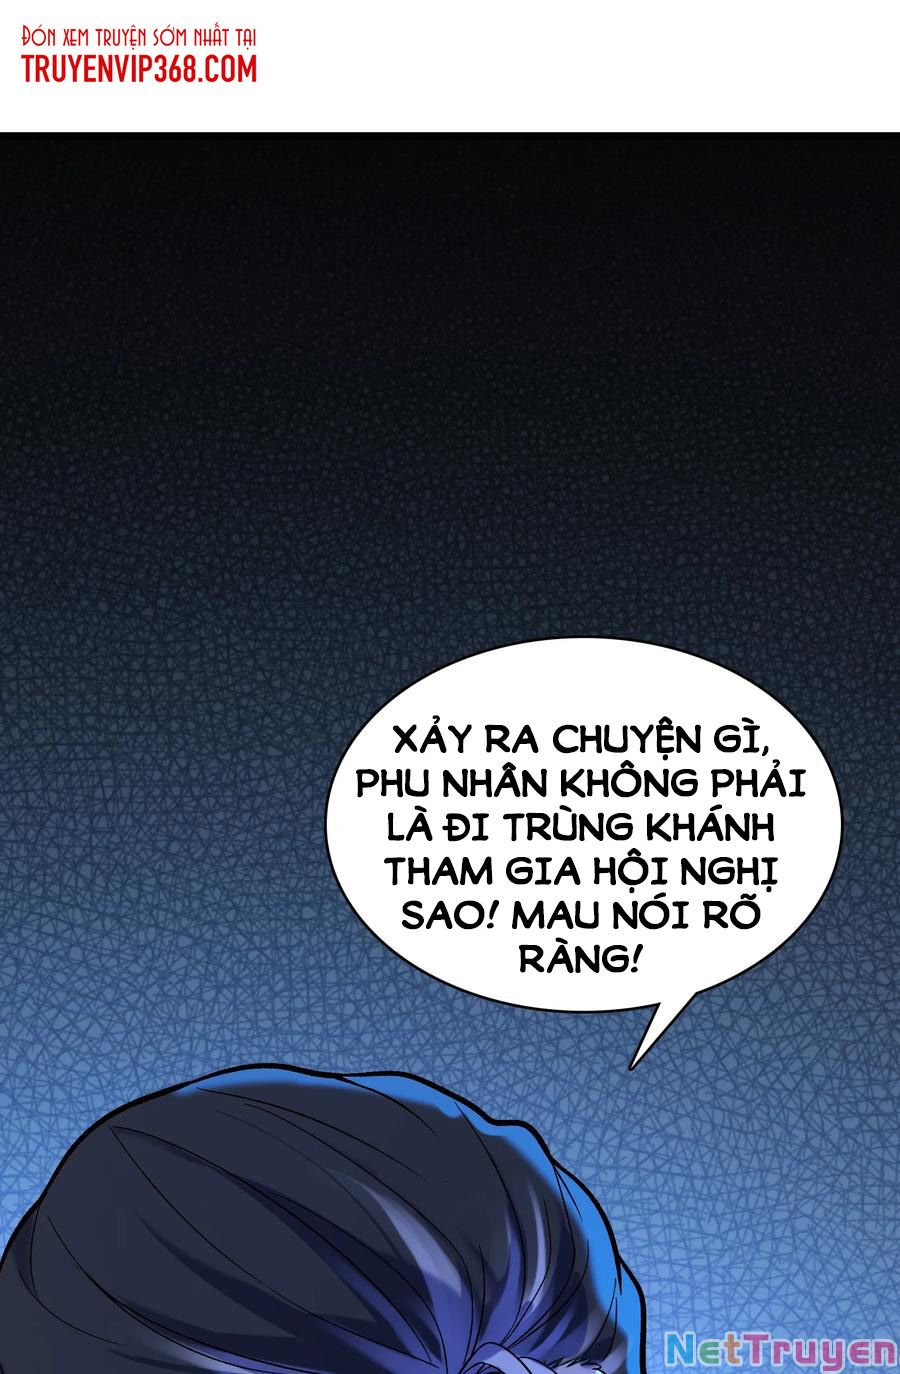 ĐÓN XEM TRUYỆN SỚM NHẤT TẠI
TRUYENVIP368.COM
XẢY RA CHUYỆN GÌ,
PHU NHÂN KHÔNG PHẢI
LÀ ĐI TRÙNG KHÁNH
THAM GIA HỘI NGHỊ
SAO! MAU NÓI RÕ
RÀNG!
NetTruyen